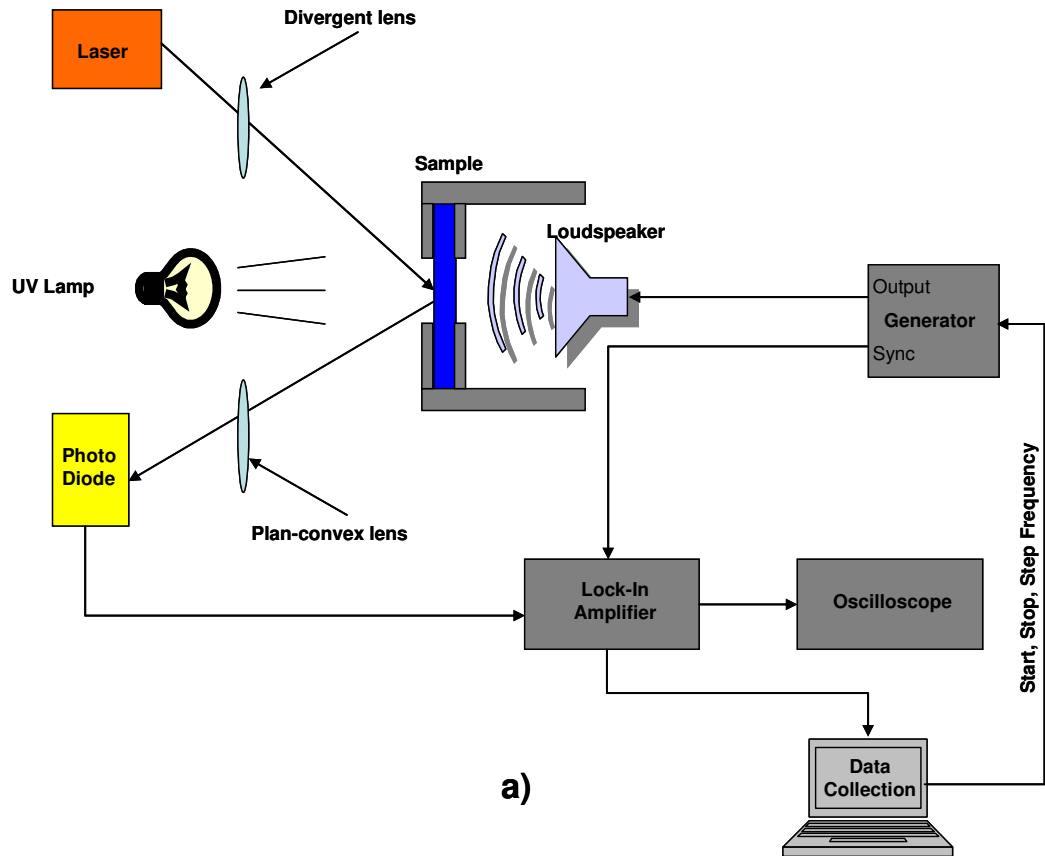 Divergent lens
Laser
Sample
Loudspeaker
UV Lamp
Output
Generator
Sync
Photo
Diode
Plan-convex lens
Lock-In
Amplifier
Oscilloscope
Start, Stop, Step Frequency
Data
Collection
a)